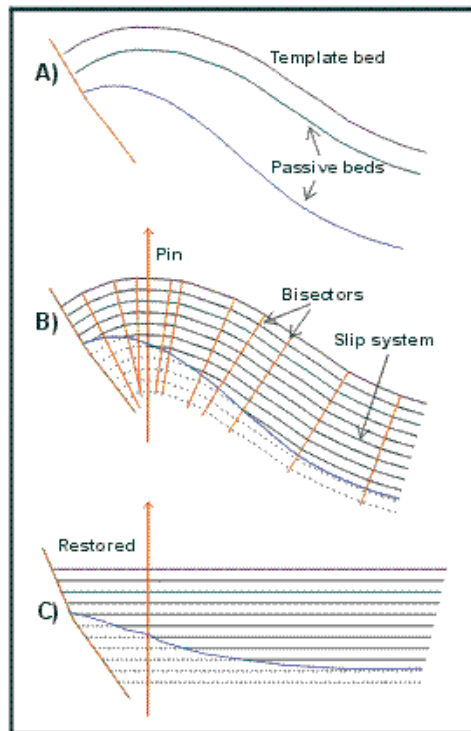 A)
Template bed
Passive beds
Pin
B)
Bisectors
Slip system
Restored
C)